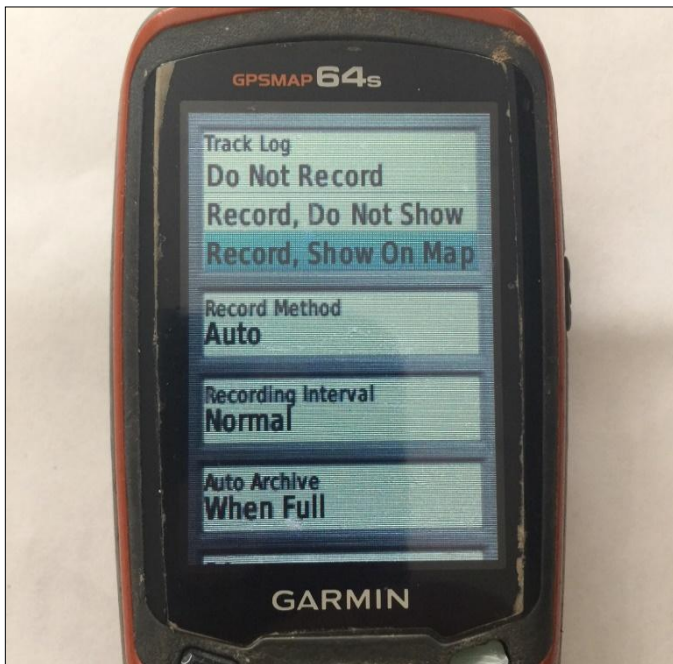 GPSMAP 64s
Track Log
Do Not Record
Record, Do Not Show
Record, Show On Map
Record Method
Auto
Recording Interval
Normal
Auto Archive
When Full
GARMIN